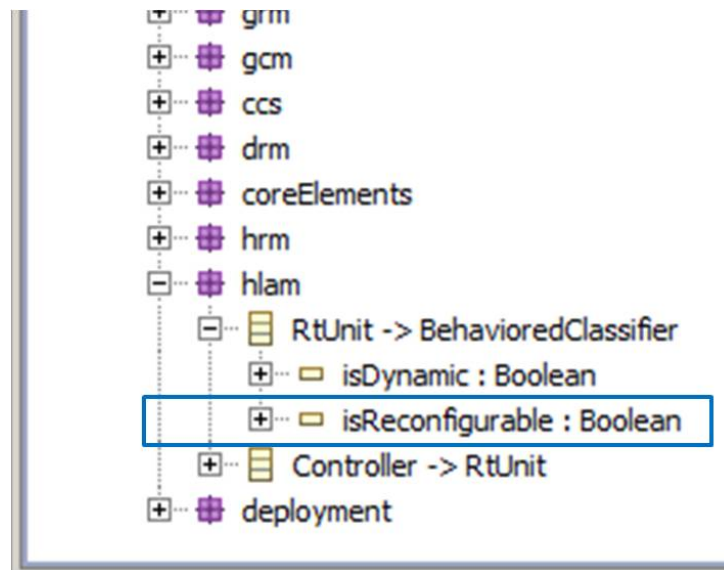 grm
gcm
ccs
drm
coreElements
hrm
hlam
RtUnit -> BehavioredClassifier
isDynamic : Boolean
isReconfigurable : Boolean
Controller -> RtUnit
deployment